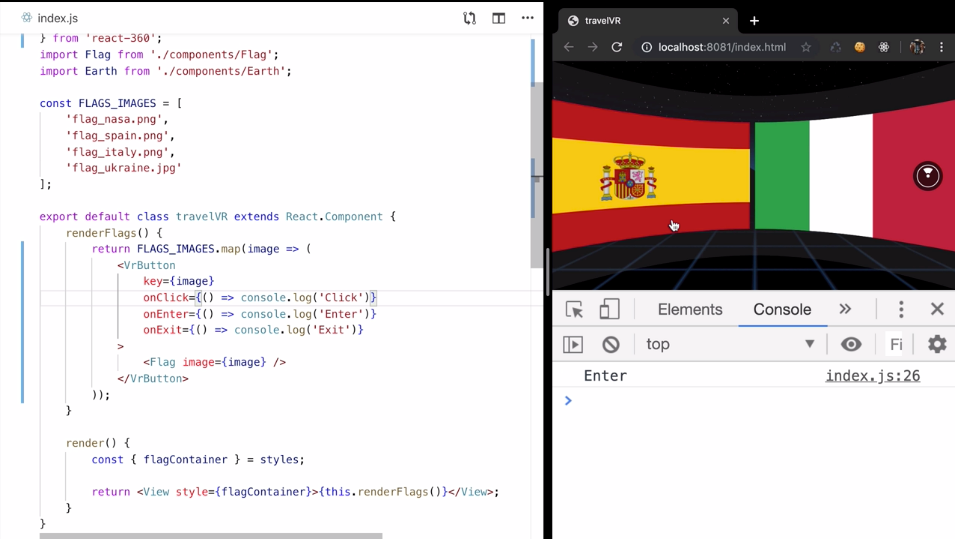 index.js
} from 'react-360';
import Flag from './components/Flag';
import Earth from './components/Earth';
const FLAGS_IMAGES = [
'flag_nasa.png',
'flag_spain.png',
'flag_italy.png',
'flag_ukraine.jpg'
];
export default class travelVR extends React.Component {
renderFlags() {
return FLAGS_IMAGES.map(image => (
<VrButton
key={image}
onClick={() => console.log('Click')}
onEnter={() => console.log('Enter')}
onExit={() => console.log('Exit')}
>
<Flag image={image} />
</VrButton>
));
}
render() {
const { flagContainer } = styles;
return <View style={flagContainer}>{this.renderFlags()}</View>;
}
}
travelVR
localhost:8081/index.html
Elements Console
top Fi
Enter index.js:26